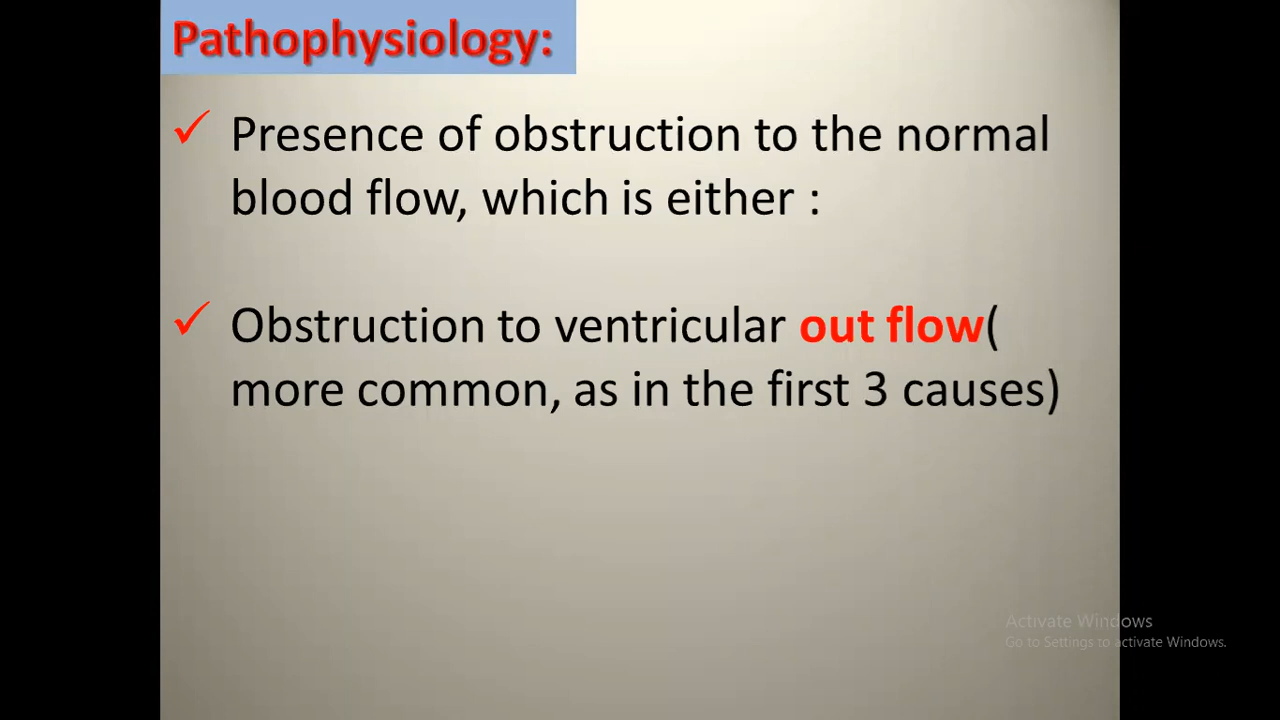 Pathophysiology:
✓ Presence of obstruction to the normal
blood flow, which is either :
✓ Obstruction to ventricular out flow(
more common, as in the first 3 causes)
Activate Windows
Go to Settings to activate Windows.